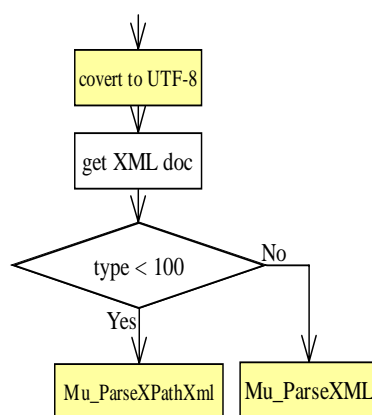 covert to UTF-8
get XML doc
type < 100
No
Yes
Mu_ParseXPathXml
Mu_ParseXML